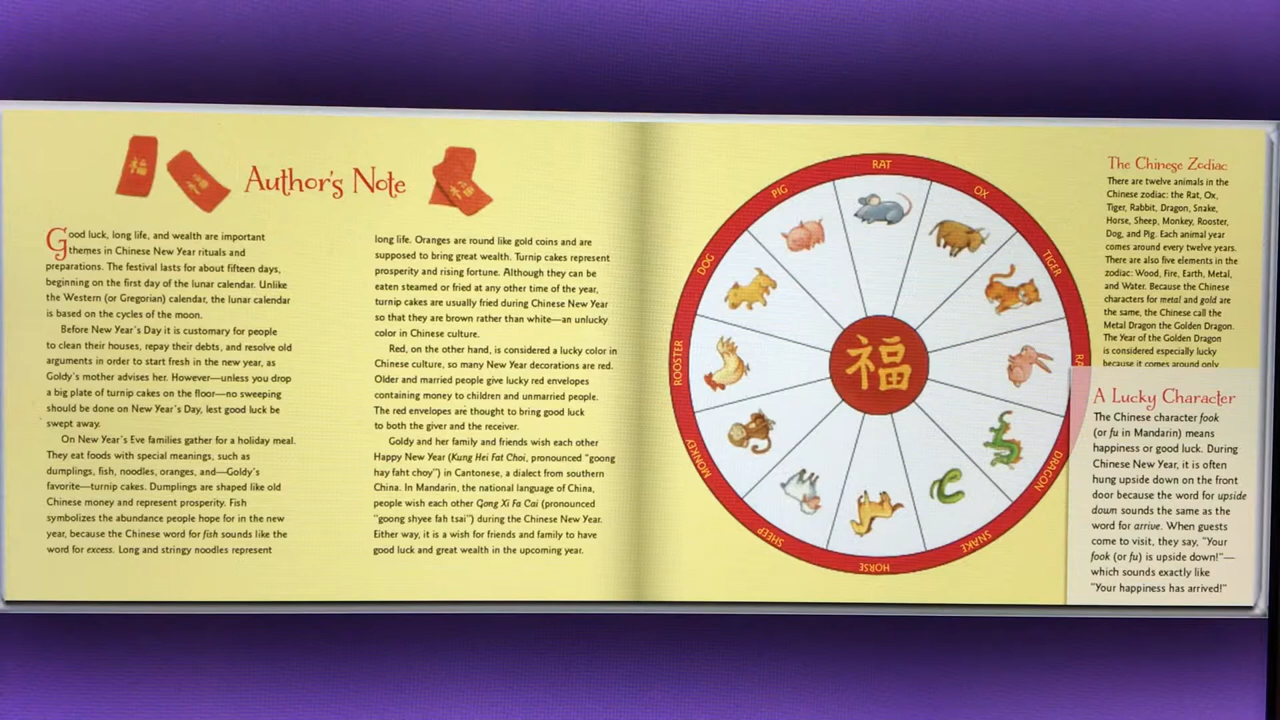 Author's Note
Good luck, long life, and wealth are important
themes in Chinese New Year rituals and
preparations. The festival lasts for about fifteen days,
beginning on the first day of the lunar calendar. Unlike
the Western (or Gregorian) calendar, the lunar calendar
is based on the cycles of the moon.
Before New Year's Day it is customary for people
to clean their houses, repay their debts, and resolve old
arguments in order to start fresh in the new year, as
Goldy's mother advises her. However—unless you drop
a big plate of turnip cakes on the floor—no sweeping
should be done on New Year's Day, lest good luck be
swept away.
On New Year's Eve families gather for a holiday meal.
They eat foods with special meanings, such as
dumplings, fish, noodles, oranges, and—Goldy's
favorite—turnip cakes. Dumplings are shaped like old
Chinese money and represent prosperity. Fish
symbolizes the abundance people hope for in the new
year, because the Chinese word for fish sounds like the
word for excess. Long and stringy noodles represent
long life. Oranges are round like gold coins and are
supposed to bring great wealth. Turnip cakes represent
prosperity and rising fortune. Although they can be
eaten steamed or fried at any other time of the year,
turnip cakes are usually fried during Chinese New Year
so that they are brown rather than white—an unlucky
color in Chinese culture.
Red, on the other hand, is considered a lucky color in
Chinese culture, so many New Year decorations are red.
Older and married people give lucky red envelopes
containing money to children and unmarried people.
The red envelopes are thought to bring good luck
to both the giver and the receiver.
Goldy and her family and friends wish each other
Happy New Year (Kung Hei Fat Choi, pronounced "goong
hay faht choy") in Cantonese, a dialect from southern
China. In Mandarin, the national language of China,
people wish each other Gong Xi Fa Cai (pronounced
"goong shyee fah tsai") during the Chinese New Year.
Either way, it is a wish for friends and family to have
good luck and great wealth in the upcoming year.
福
福
福
RAT
OX
TIGER
DRAGON
SNAKE
HORSE
SHEEP
MONKEY
ROOSTER
DOG
PIG
福
The Chinese Zodiac
There are twelve animals in the
Chinese zodiac: the Rat, Ox,
Tiger, Rabbit, Dragon, Snake,
Horse, Sheep, Monkey, Rooster,
Dog, and Pig. Each animal year
comes around every twelve years.
There are also five elements in the
zodiac: Wood, Fire, Earth, Metal,
and Water. Because the Chinese
characters for metal and gold are
the same, the Chinese call the
Metal Dragon the Golden Dragon.
The Year of the Golden Dragon
is considered especially lucky
because it comes around only
A Lucky Character
The Chinese character fook
(or fu in Mandarin) means
happiness or good luck. During
Chinese New Year, it is often
hung upside down on the front
door because the word for upside
down sounds the same as the
word for arrive. When guests
come to visit, they say, "Your
fook (or fu) is upside down!"—
which sounds exactly like
"Your happiness has arrived!"